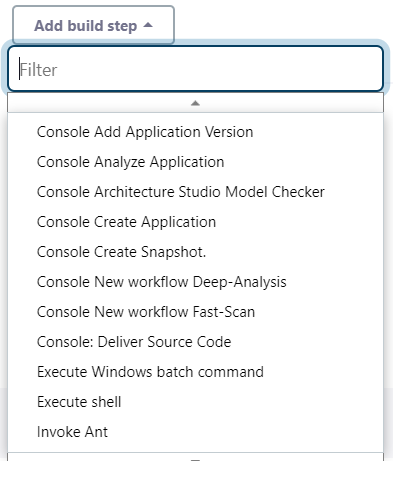 Add build step
Filter
Console Add Application Version
Console Analyze Application
Console Architecture Studio Model Checker
Console Create Application
Console Create Snapshot.
Console New workflow Deep-Analysis
Console New workflow Fast-Scan
Console: Deliver Source Code
Execute Windows batch command
Execute shell
Invoke Ant